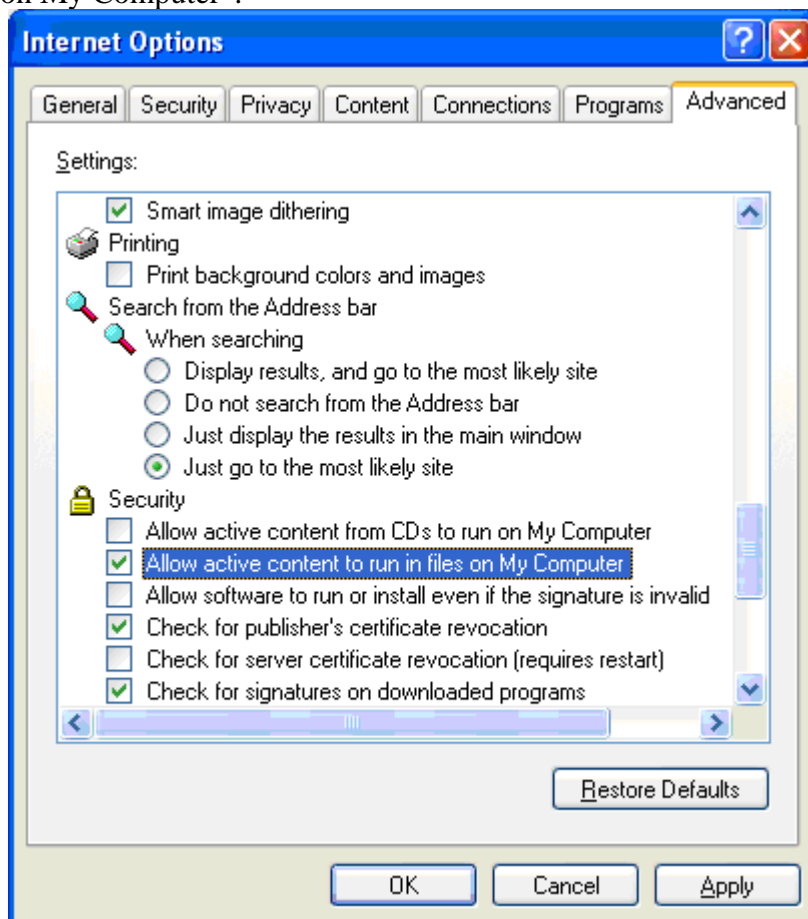 on My Computer".
Internet Options
General Security Privacy Content Connections Programs Advanced
Settings:
Smart image dithering
Printing
Print background colors and images
Search from the Address bar
When searching
Display results, and go to the most likely site
Do not search from the Address bar
Just display the results in the main window
Just go to the most likely site
Security
Allow active content from CDs to run on My Computer
Allow active content to run in files on My Computer
Allow software to run or install even if the signature is invalid
Check for publisher's certificate revocation
Check for server certificate revocation (requires restart)
Check for signatures on downloaded programs
Restore Defaults
OK Cancel Apply